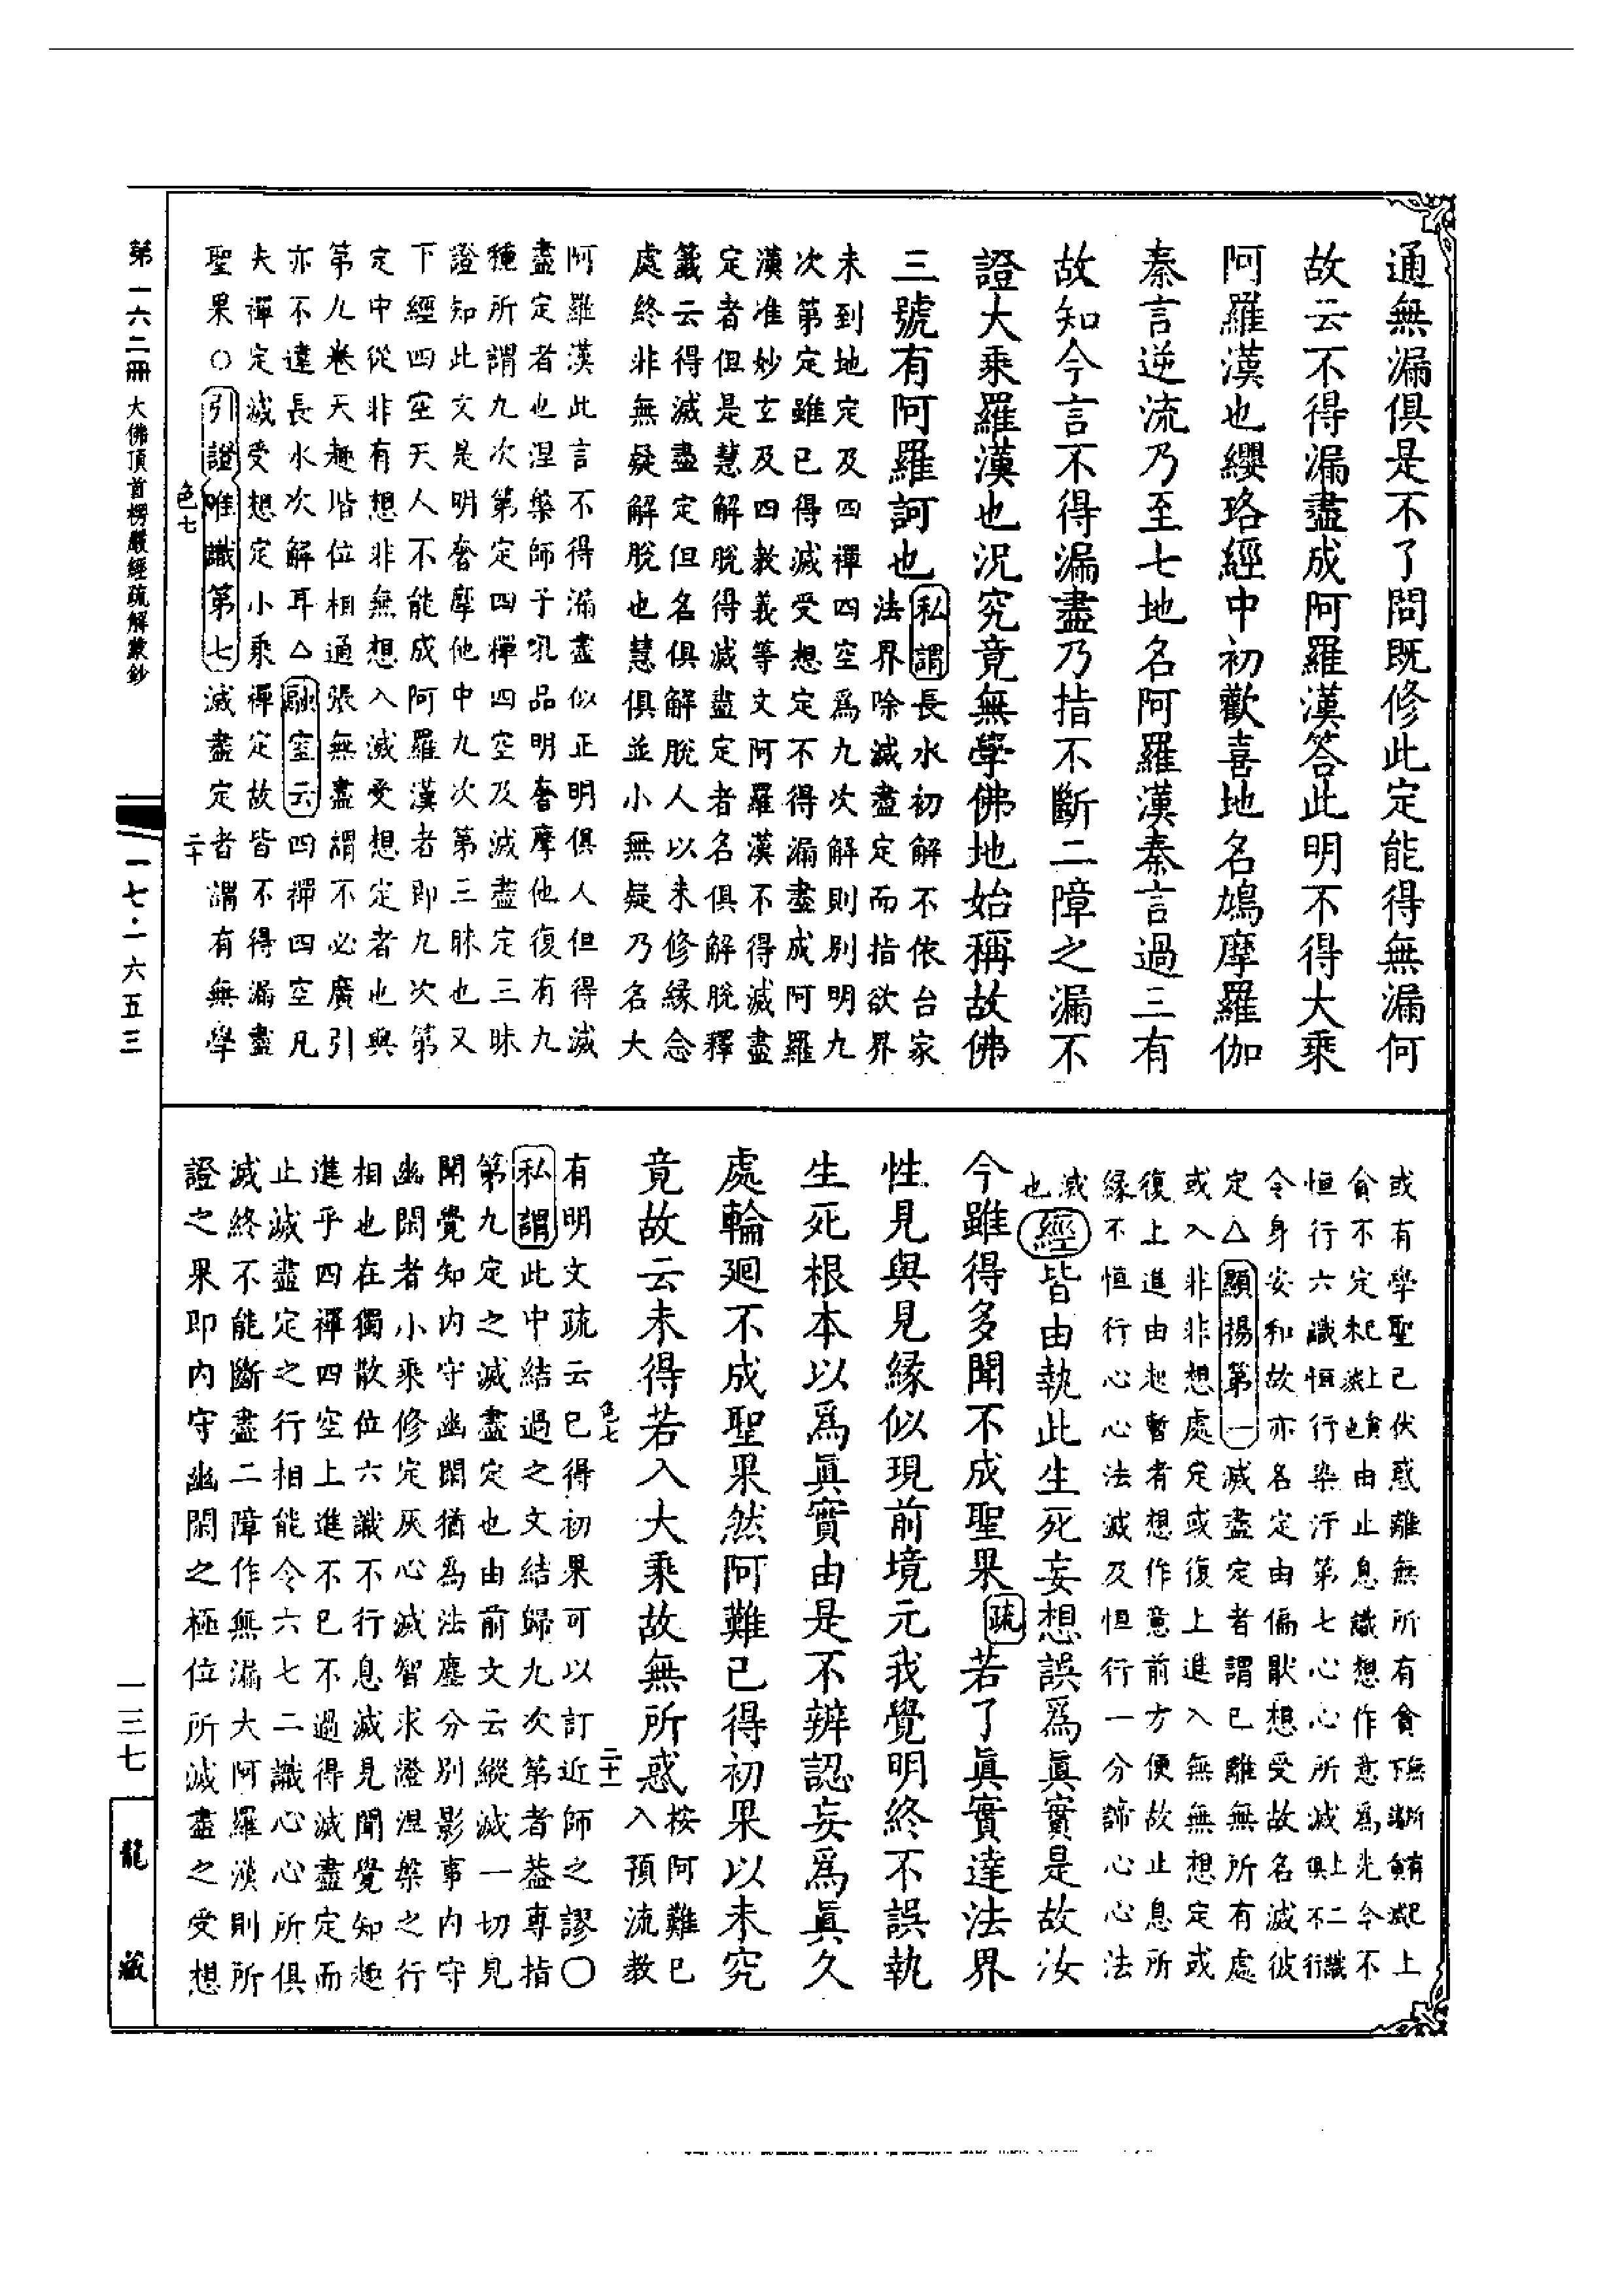 通無漏俱是不了問既修此定能得無漏何
故云不得漏盡成阿羅漢答此明不得大乘
阿羅漢也纓珞經中初歡喜地名鳩摩羅伽
秦言逆流乃至七地名阿羅漢秦言過三有
故知今言不得漏盡乃指不斷二障之漏不
證大乘羅漢也況究竟無學佛地始稱故佛
三號有阿羅訶也
私謂長水初解不依台家
法界除滅盡定而指欲界
未到地定及四禪四空爲九次解則別明九
次第定雖已得滅受想定不得漏盡成阿羅
漢准妙玄及四教義等文阿羅漢不得滅盡
定者但是慧解脫得滅盡定者名俱解脫釋
籤云得滅盡定但名俱解脫人以未修緣念
處終非無疑解脫也慧俱並小無疑乃名大
阿羅漢此言不得漏盡似正明俱人但得滅
盡定者也涅槃師子吼品明奢摩他復有九
種所謂九次第定四禪四空及滅盡定三昧
證知此文是明奢摩他中九次第三昧也又
下經四空天人不能成阿羅漢者即九次第
定中從非有想非無想入滅受想定者也與
第九卷天趣皆位相通張無盡謂不必廣引
亦不違長水次解耳△融室云四禪四空凡
夫禪定滅受想定小乘禪定故皆不得漏盡
聖果○引證唯識第七滅盡定者謂有無學
第一六二冊 大佛頂首楞嚴經疏解蒙鈔
色七
二十
一七·一六五三
或有學聖已伏惑離無所有貪無所有已上
貪不定未起滅上下漏貪也由止息識想作意爲先令不
恒行六識恒行染汙第七心心所滅俱上二識不行
令身安和故亦名定由偏厭想受故名滅彼
定△顯揚第一滅盡定者謂已離無所有處
或入非非想處定或復上進入無無想定或
復上進由起暫者想作意前方便故止息所
緣不恒行心心法滅及恒行一分諦心心法
滅也
經皆由執此生死妄想誤爲眞實是故汝
今雖得多聞不成聖果疏若了眞實達法界
性見與見緣似現前境元我覺明終不誤執
生死根本以爲眞實由是不辨認妄爲眞久
處輪廻不成聖果然阿難已得初果以未究
竟故云未得若入大乘故無所惑
按阿難已
入預流教
有明文疏云已得初果可以訂近師之謬○
私謂此中結過之文結歸九次第者葢專指
第九定之滅盡定也由前文云縱滅一切見
聞覺知內守幽閑猶爲法塵分別影事內守
幽閑者小乘修定灰心滅智求證涅槃之行
相也在獨散位六識不行息滅見聞覺知趣
進乎四禪四空上進不已不過得滅盡定而
止滅盡定之行相能令六七二識心心所俱
滅終不能斷盡二障作無漏大阿羅漢則所
證之果即內守幽閑之極位所滅盡之受想
色七
二十一
一三七
龍藏